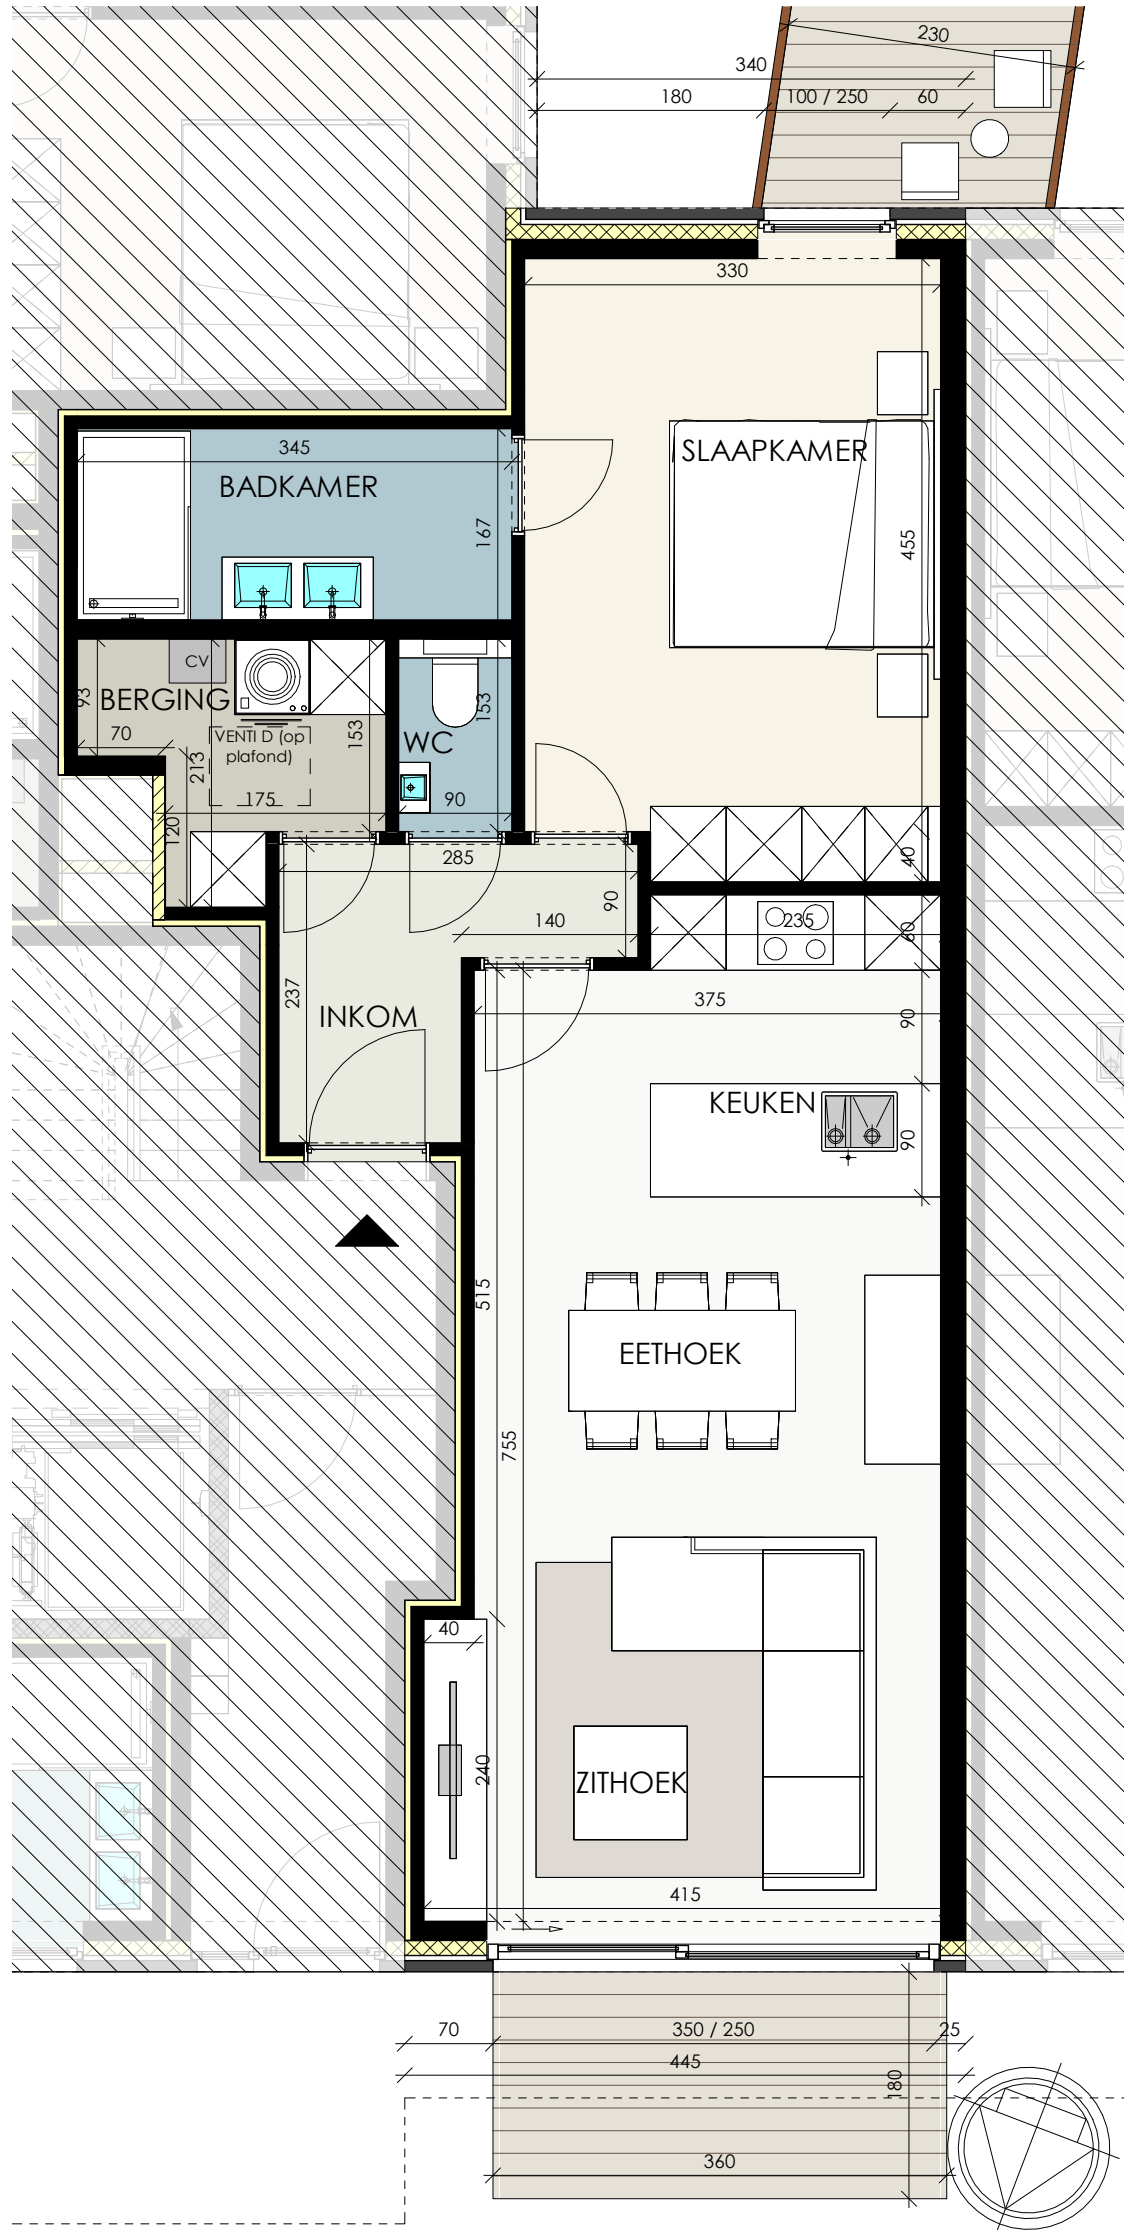 230
340
180
100 / 250
60
330
345
SLAAPKAMER
BADKAMER
167
455
CV
93
BERGING
153
153
70
VENTI D (op
plafond)
WC
213
175
90
120
285
40
90
140
235
60
237
375
90
INKOM
KEUKEN
90
515
EETHOEK
755
40
240
ZITHOEK
415
70
350 / 250
25
445
180
360